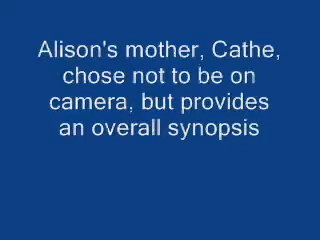 Alison's mother, Cathe,
chose not to be on
camera, but provides
an overall synopsis